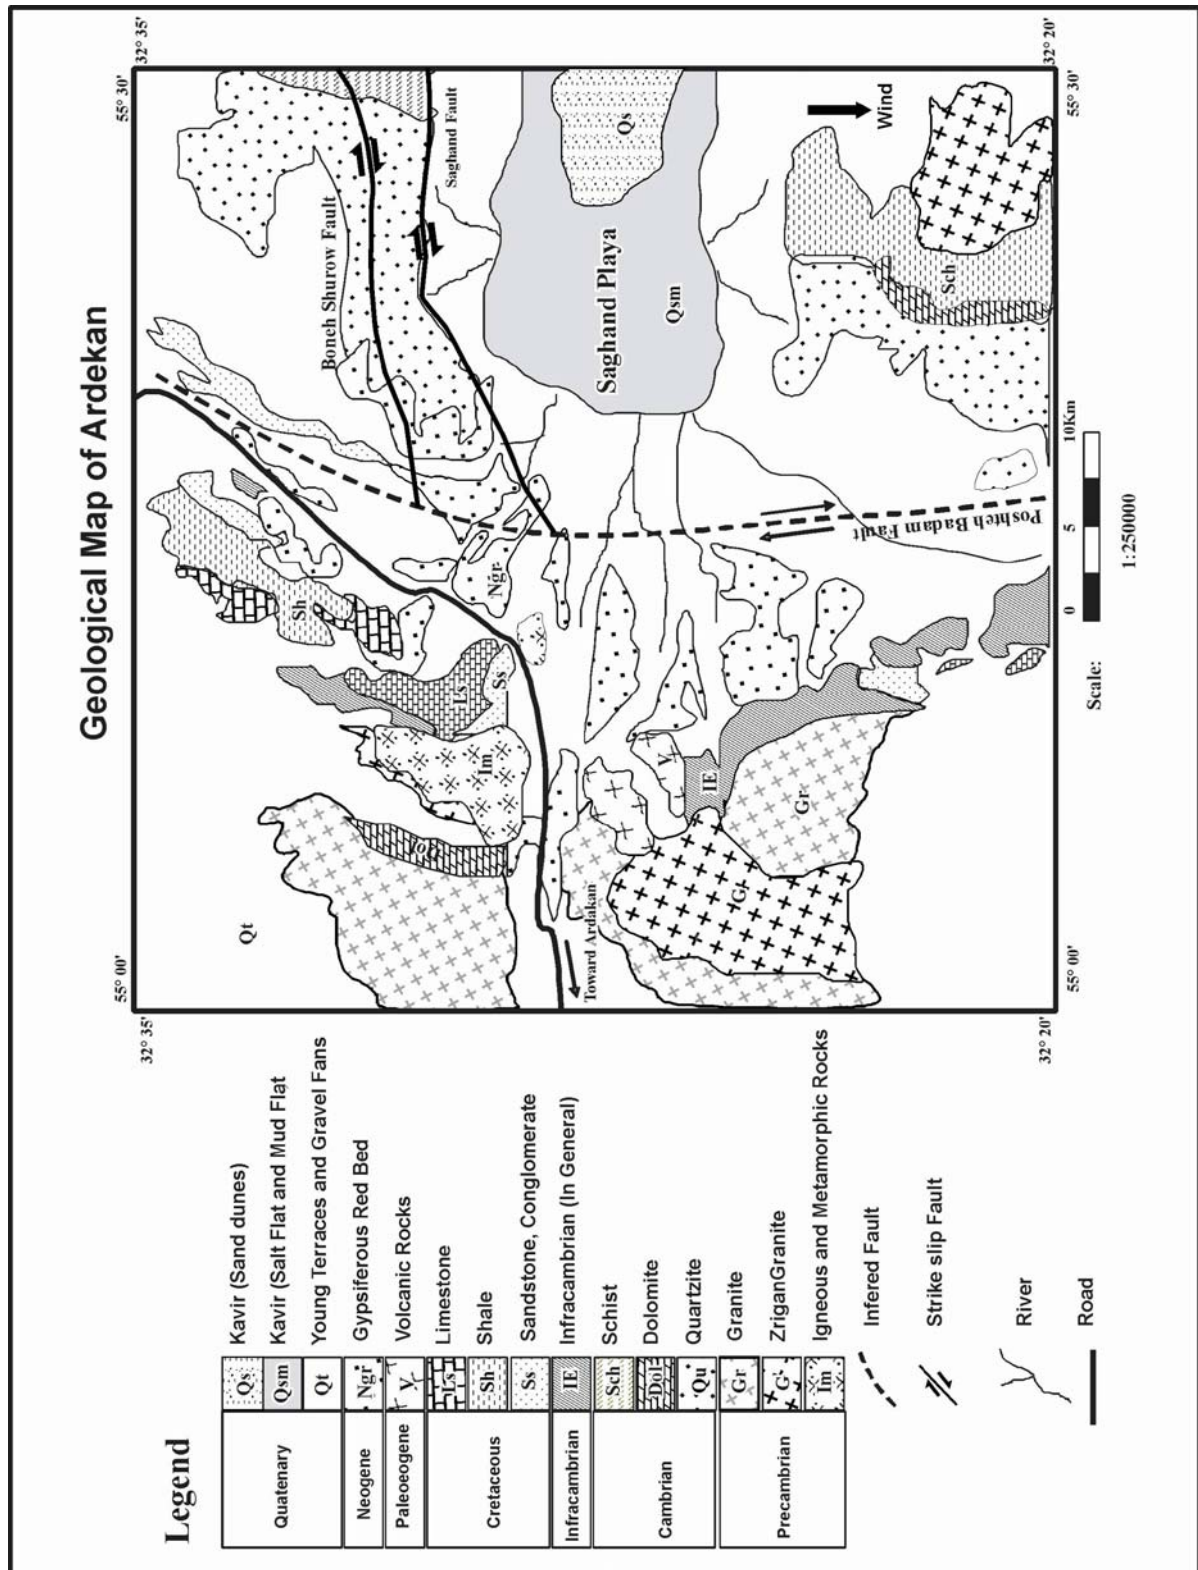 Geological Map of Ardekan
55° 00'
55° 30'
32° 35'
32° 35'
Qt
Dol
Im
Ls
Ss
Sh
Ngr
Bonch Shurow Fault
Saghand Fault
Toward Ardakan
V
IE
Gr
G
Saghand Playa
Qsm
Qs
Poshteh Badam Fault
Sch
Wind
32° 20'
32° 20'
55° 00'
55° 30'
Scale:
0
5
10Km
1:250000
Legend
Quatenary
Qs
Kavir (Sand dunes)
Qsm
Kavir (Salt Flat and Mud Flat
Qt
Young Terraces and Gravel Fans
Neogene
Ngr
Gypsiferous Red Bed
Paleoeogene
V
Volcanic Rocks
Cretaceous
Ls
Limestone
Sh
Shale
Ss
Sandstone, Conglomerate
Infracambrian
IE
Infracambrian (In General)
Cambrian
Sch
Schist
Dol
Dolomite
Qu
Quartzite
Precambrian
Gr
Granite
G
ZriganGranite
Im
Igneous and Metamorphic Rocks
Infered Fault
Strike slip Fault
River
Road